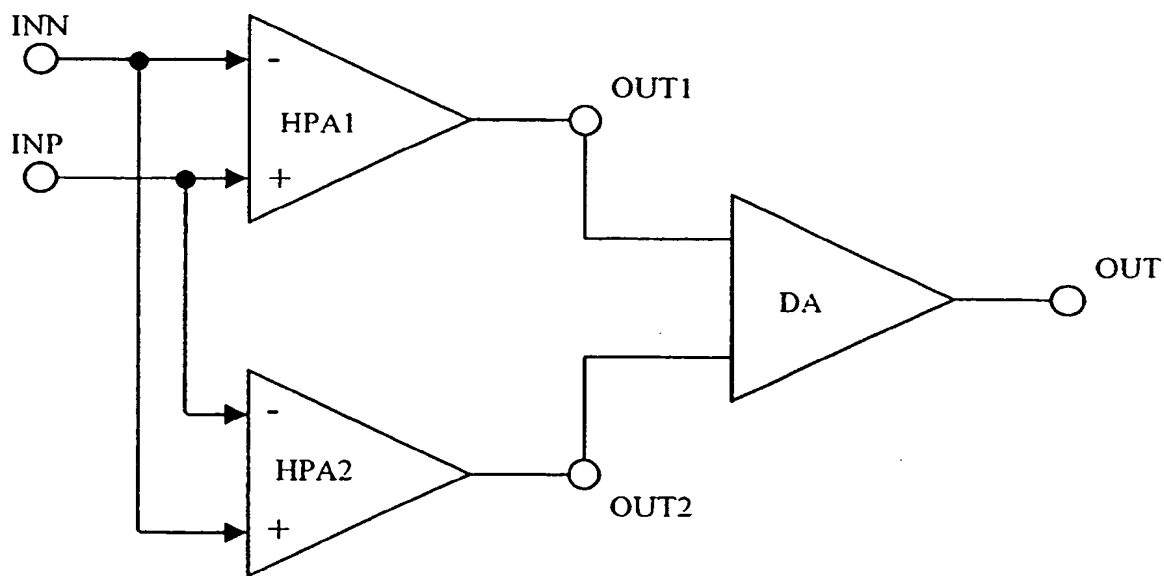 INN
-
HPA1
OUT1
INP
+
DA
OUT
-
HPA2
OUT2
+